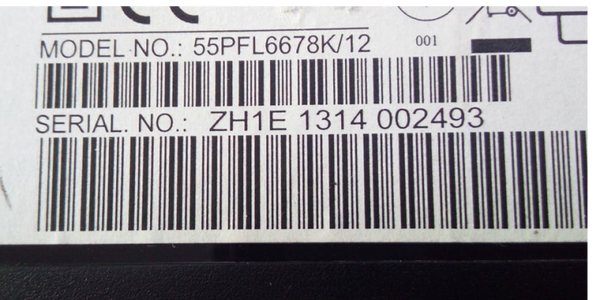 MODEL NO.: 55PFL6678K/12
001
SERIAL. NO.: ZH1E 1314 002493